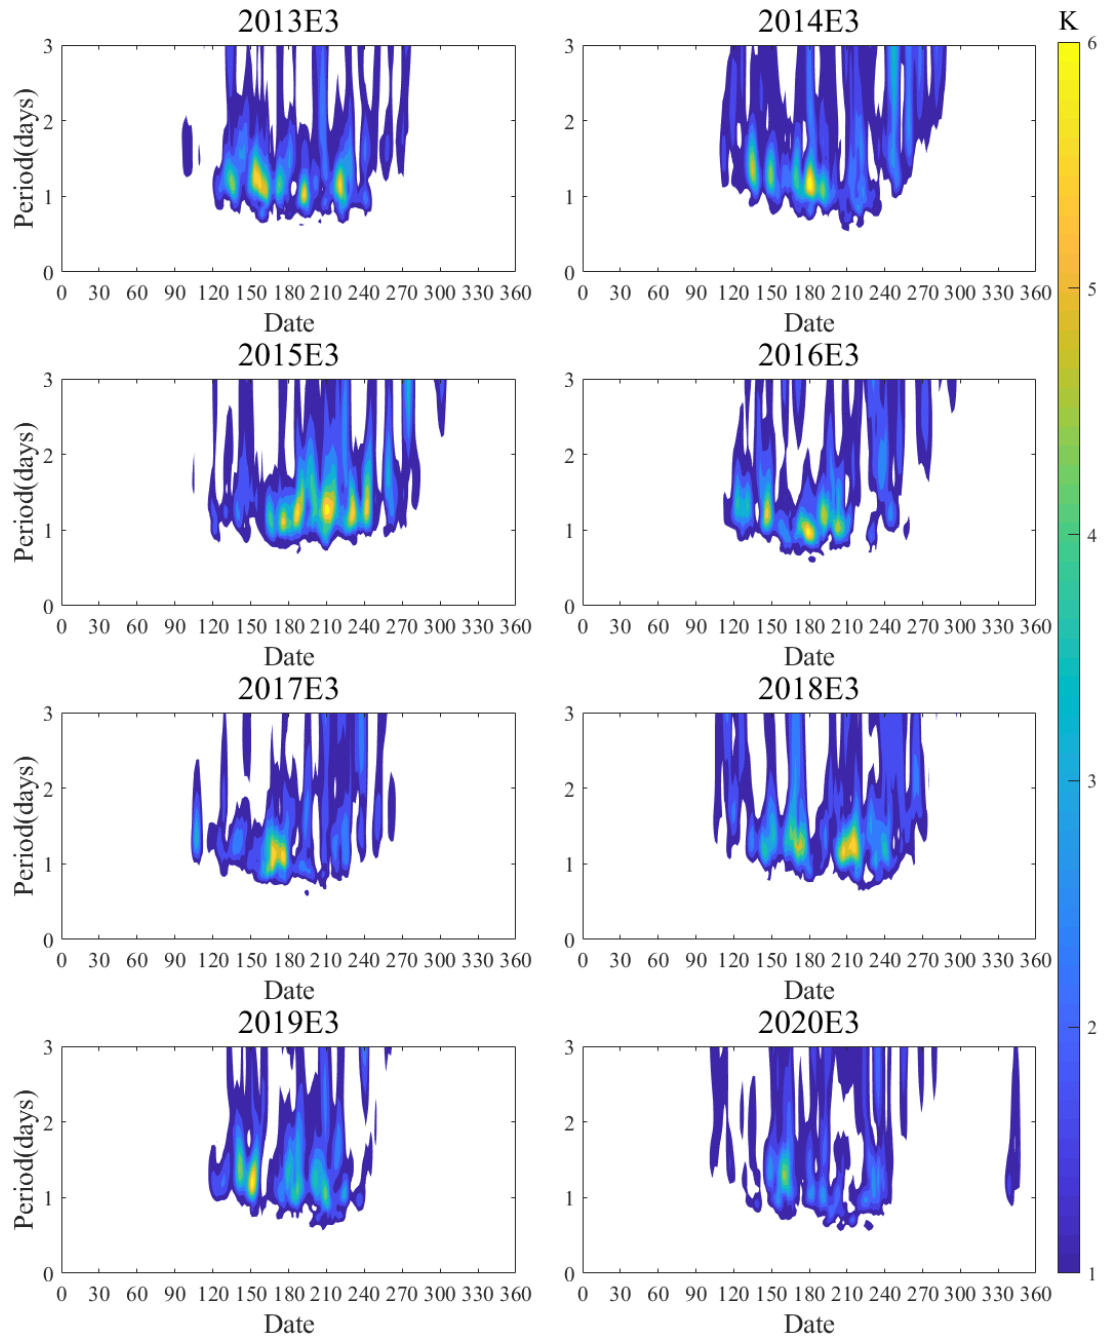 2013E3 2014E3 K
3 3 6
Period(days) 2 2
1 1 5
0 0
0 30 60 90 120 150 180 210 240 270 300 330 360 0 30 60 90 120 150 180 210 240 270 300 330 360
Date Date
2015E3 2016E3
3 3
Period(days) 2 2
1 1 4
0 0
0 30 60 90 120 150 180 210 240 270 300 330 360 0 30 60 90 120 150 180 210 240 270 300 330 360
Date Date
2017E3 2018E3
3 3
Period(days) 2 2 3
1 1
0 0
0 30 60 90 120 150 180 210 240 270 300 330 360 0 30 60 90 120 150 180 210 240 270 300 330 360
Date Date
2019E3 2020E3 2
3 3
Period(days) 2 2
1 1
0 0 1
0 30 60 90 120 150 180 210 240 270 300 330 360 0 30 60 90 120 150 180 210 240 270 300 330 360
Date Date